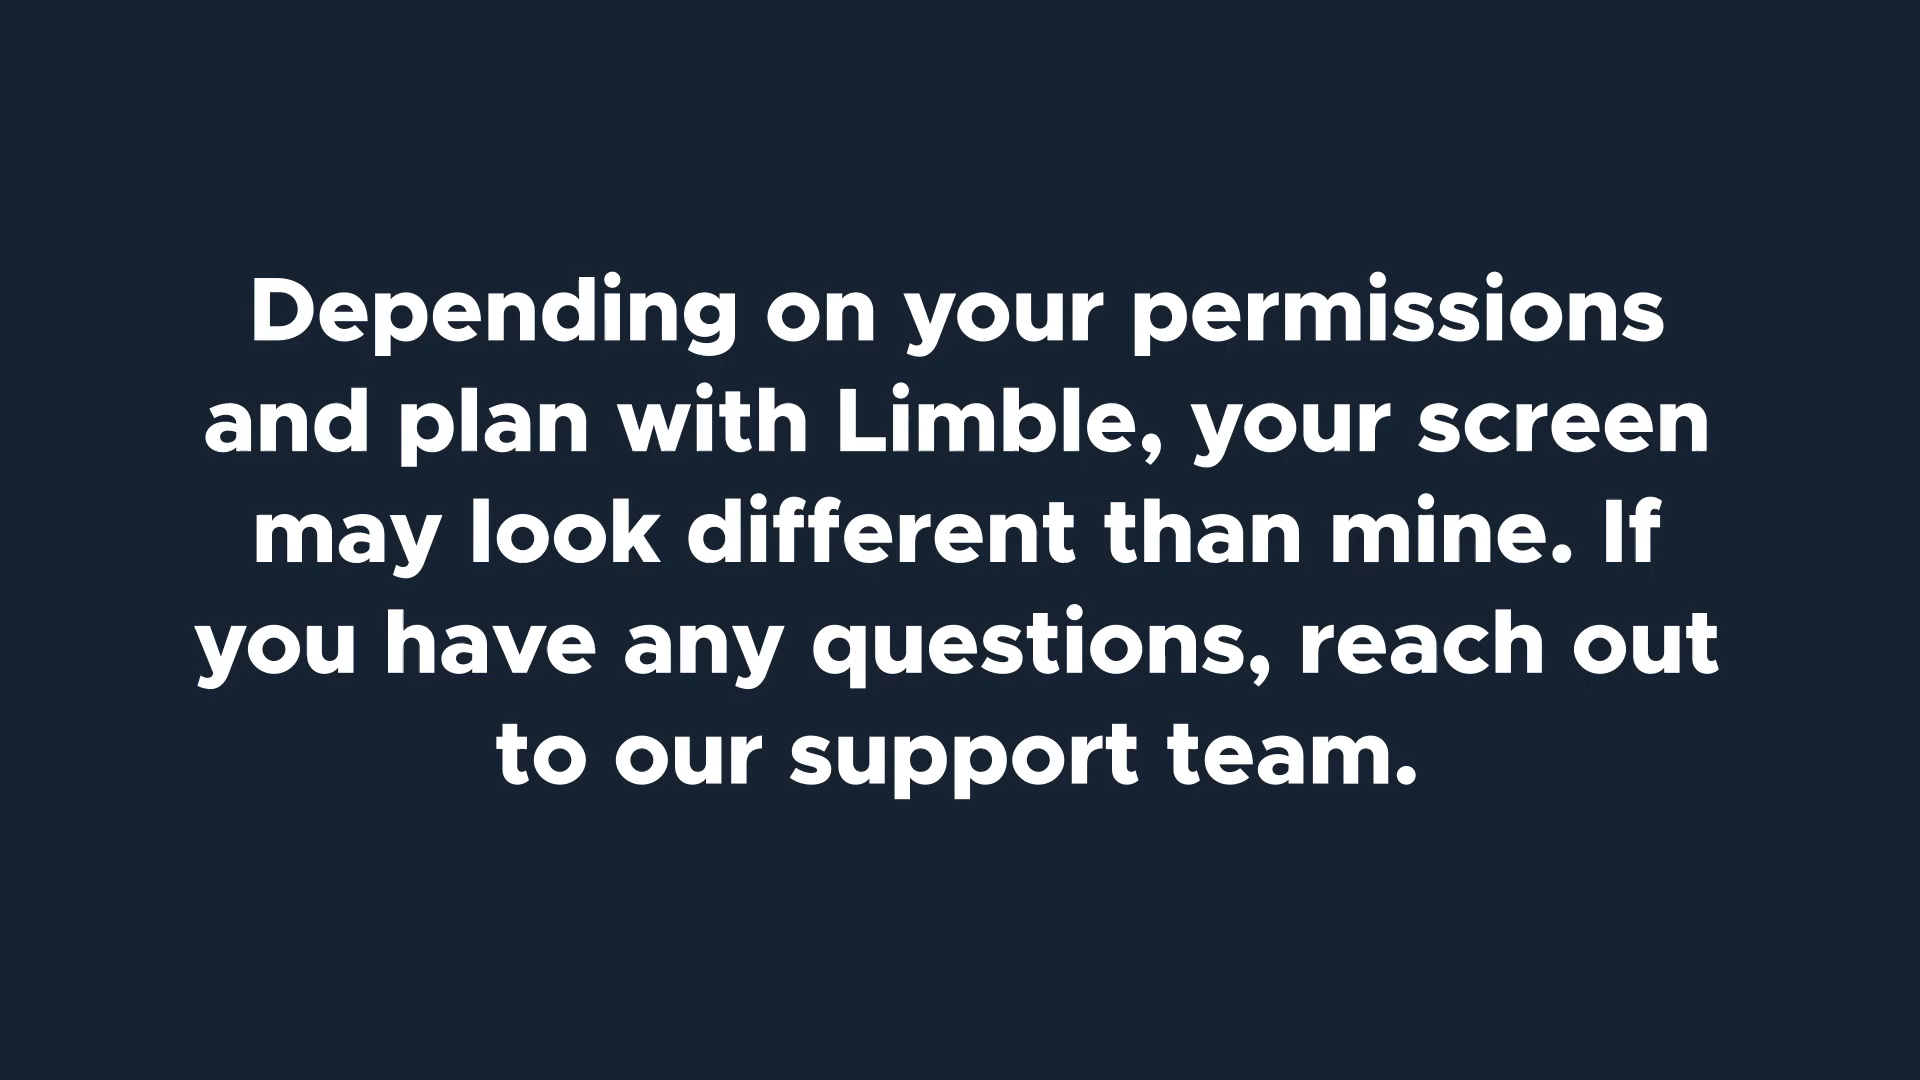 Depending on your permissions
and plan with Limble, your screen
may look different than mine. If
you have any questions, reach out
to our support team.